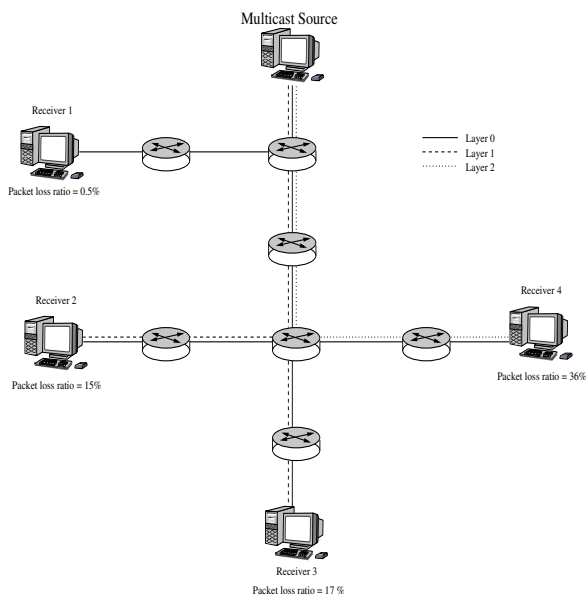 Multicast Source
Receiver 1
Packet loss ratio = 0.5%
Layer 0
Layer 1
Layer 2
Receiver 2
Packet loss ratio = 15%
Receiver 4
Packet loss ratio = 36%
Receiver 3
Packet loss ratio = 17 %